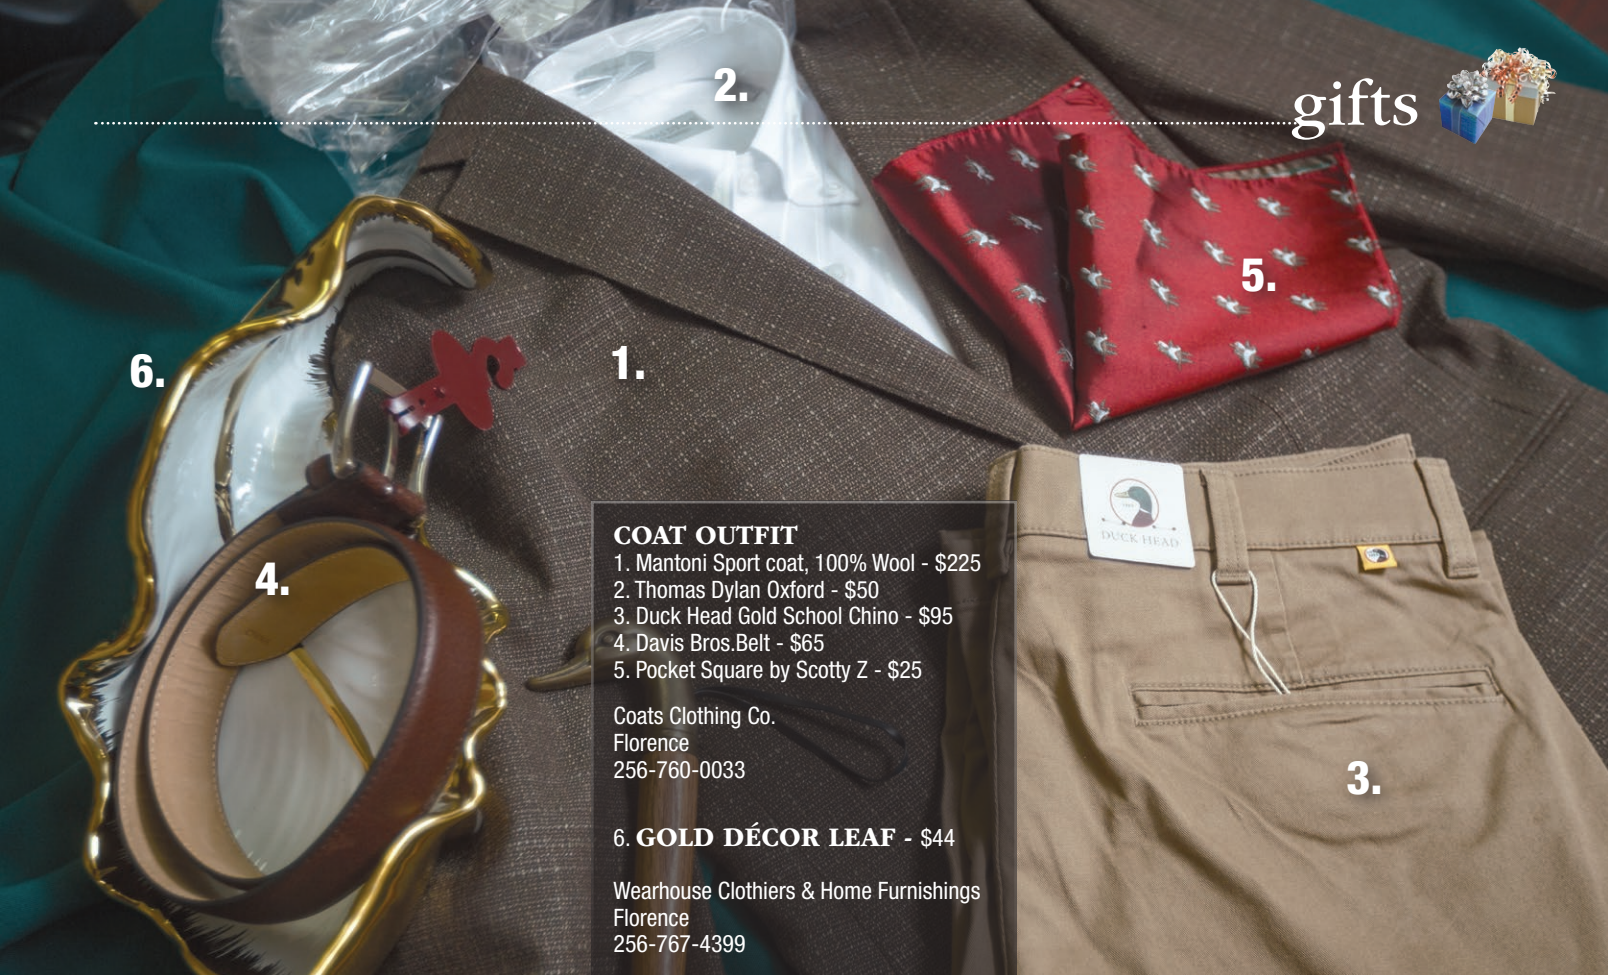 gifts
2.
5.
6.
1.
4.
3.
DUCK HEAD
COAT OUTFIT
1. Mantoni Sport coat, 100% Wool - $225
2. Thomas Dylan Oxford - $50
3. Duck Head Gold School Chino - $95
4. Davis Bros.Belt - $65
5. Pocket Square by Scotty Z - $25
Coats Clothing Co.
Florence
256-760-0033
6. GOLD DÉCOR LEAF - $44
Wearhouse Clothiers & Home Furnishings
Florence
256-767-4399